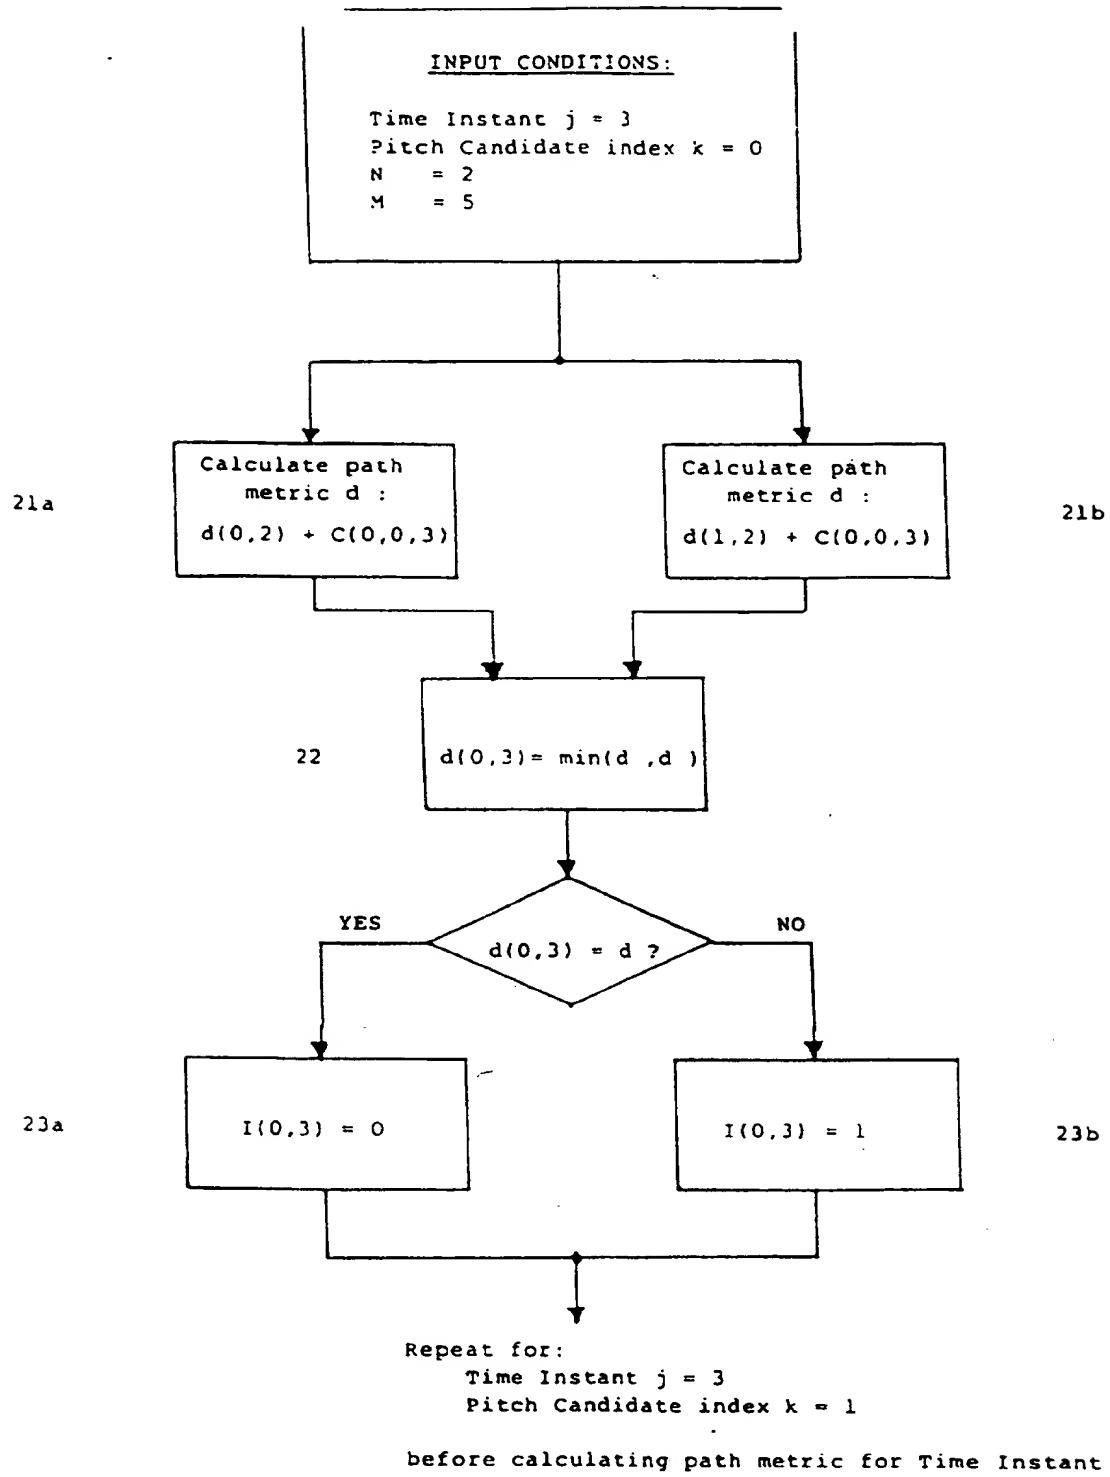 INPUT CONDITIONS:
Time Instant j = 3
Pitch Candidate index k = 0
N = 2
M = 5
21a
Calculate path
metric d :
d(0,2) + C(0,0,3)
Calculate path
metric d :
d(1,2) + C(0,0,3)
21b
22
d(0,3)= min(d ,d )
YES
NO
d(0,3) = d ?
23a
I(0,3) = 0
I(0,3) = 1
23b
Repeat for:
Time Instant j = 3
Pitch Candidate index k = 1
before calculating path metric for Time Instant